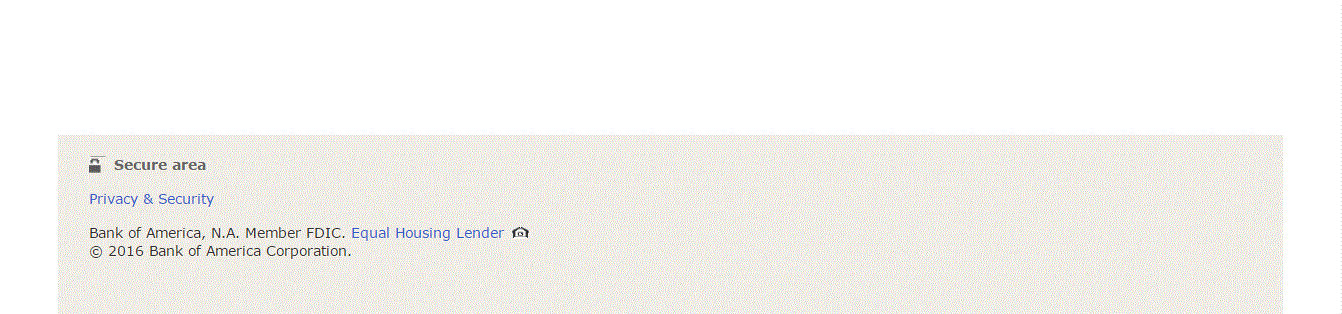 Secure area
Privacy & Security
Bank of America, N.A. Member FDIC. Equal Housing Lender
© 2016 Bank of America Corporation.